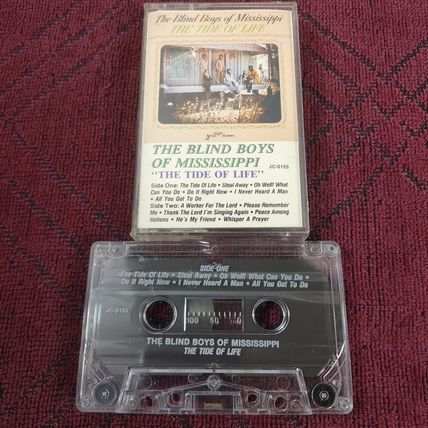 The Blind Boys of Mississippi
THE TIDE OF LIFE
THE BLIND BOYS
OF MISSISSIPPI
JC-0155
"THE TIDE OF LIFE"
Side One: The Tide Of Life • Steal Away • Oh Well! What
Can You Do • Do It Right Now • I Never Heard A Man
• All You Got To Do
Side Two: A Worker For The Lord • Please Remember
Me • Thank The Lord I'm Singing Again • Peace Among
Nations • He's My Friend • Whisper A Prayer
SIDE ONE
The Tide Of Life • Steal Away • Oh Well! What Can You Do •
Do It Right Now • I Never Heard A Man • All You Got To Do
JC-0155
100 50 0
THE BLIND BOYS OF MISSISSIPPI
THE TIDE OF LIFE